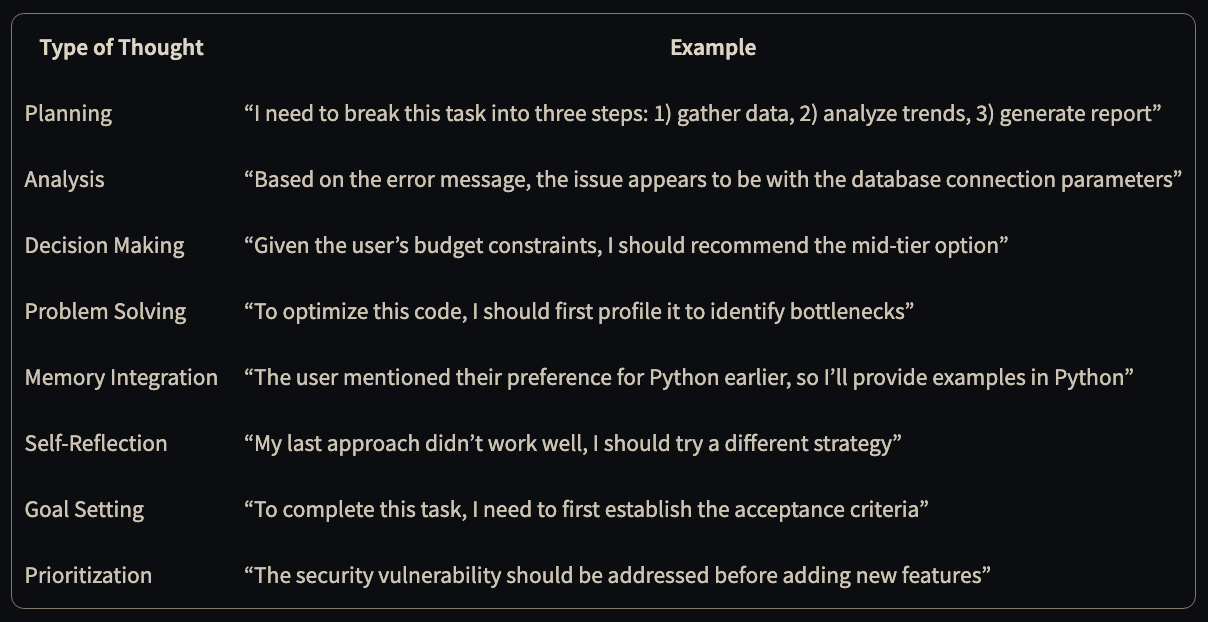 Type of Thought Example
Planning “I need to break this task into three steps: 1) gather data, 2) analyze trends, 3) generate report”
Analysis “Based on the error message, the issue appears to be with the database connection parameters”
Decision Making “Given the user’s budget constraints, I should recommend the mid-tier option”
Problem Solving “To optimize this code, I should first profile it to identify bottlenecks”
Memory Integration “The user mentioned their preference for Python earlier, so I’ll provide examples in Python”
Self-Reflection “My last approach didn’t work well, I should try a different strategy”
Goal Setting “To complete this task, I need to first establish the acceptance criteria”
Prioritization “The security vulnerability should be addressed before adding new features”